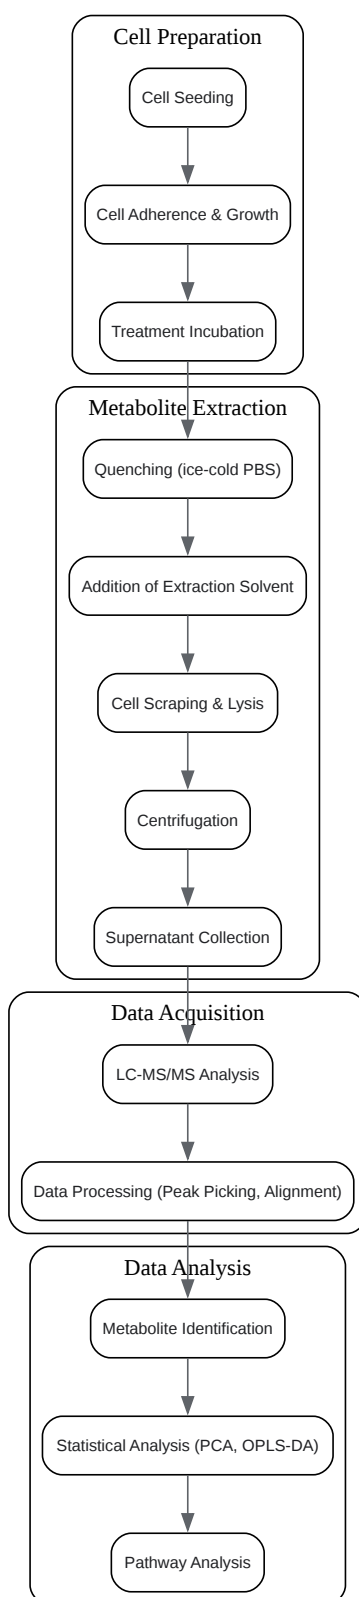 Cell Preparation
Cell Seeding
Cell Adherence & Growth
Treatment Incubation
Metabolite Extraction
Quenching (ice-cold PBS)
Addition of Extraction Solvent
Cell Scraping & Lysis
Centrifugation
Supernatant Collection
Data Acquisition
LC-MS/MS Analysis
Data Processing (Peak Picking, Alignment)
Data Analysis
Metabolite Identification
Statistical Analysis (PCA, OPLS-DA)
Pathway Analysis